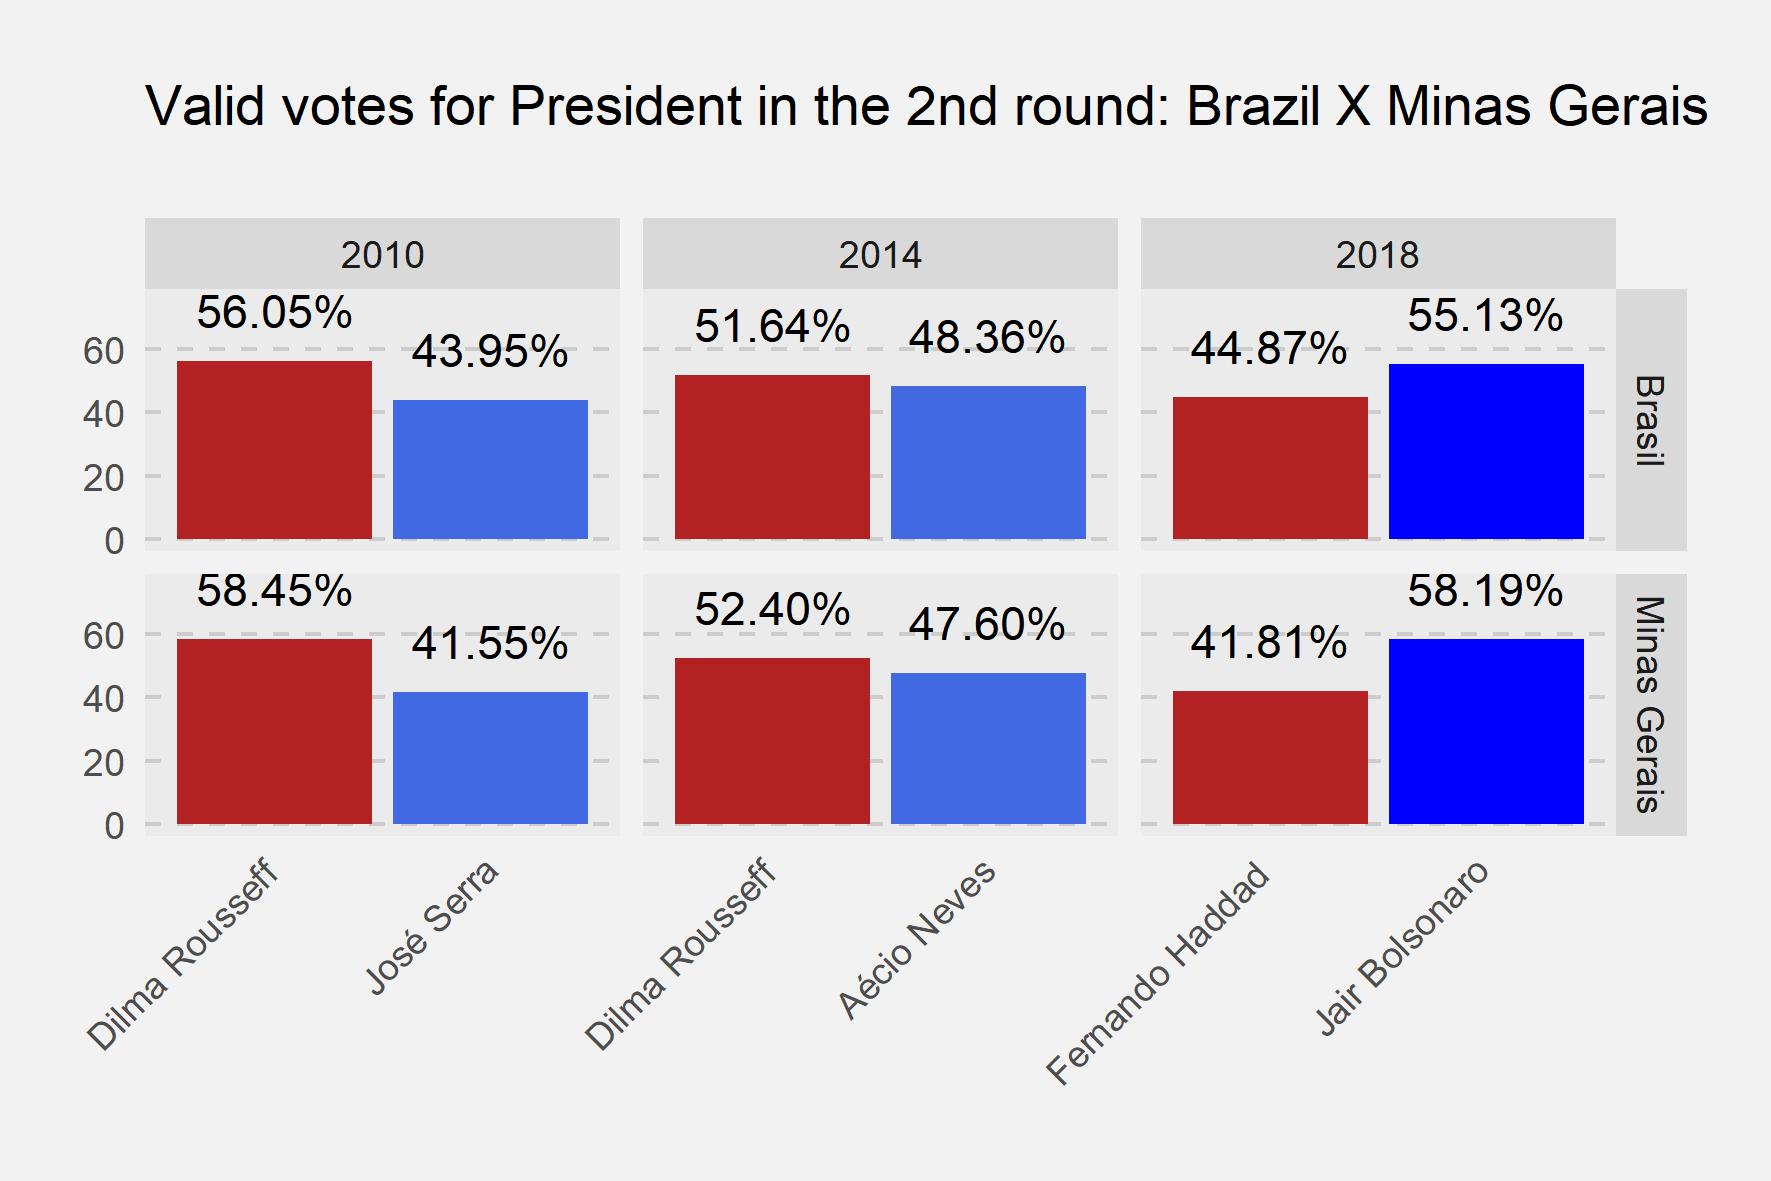 Valid votes for President in the 2nd round: Brazil X Minas Gerais
2010
2014
2018
56.05%
43.95%
51.64%
48.36%
44.87%
55.13%
60
40
20
0
Brasil
58.45%
41.55%
52.40%
47.60%
41.81%
58.19%
60
40
20
0
Minas Gerais
Dilma Rousseff
José Serra
Dilma Rousseff
Aécio Neves
Fernando Haddad
Jair Bolsonaro